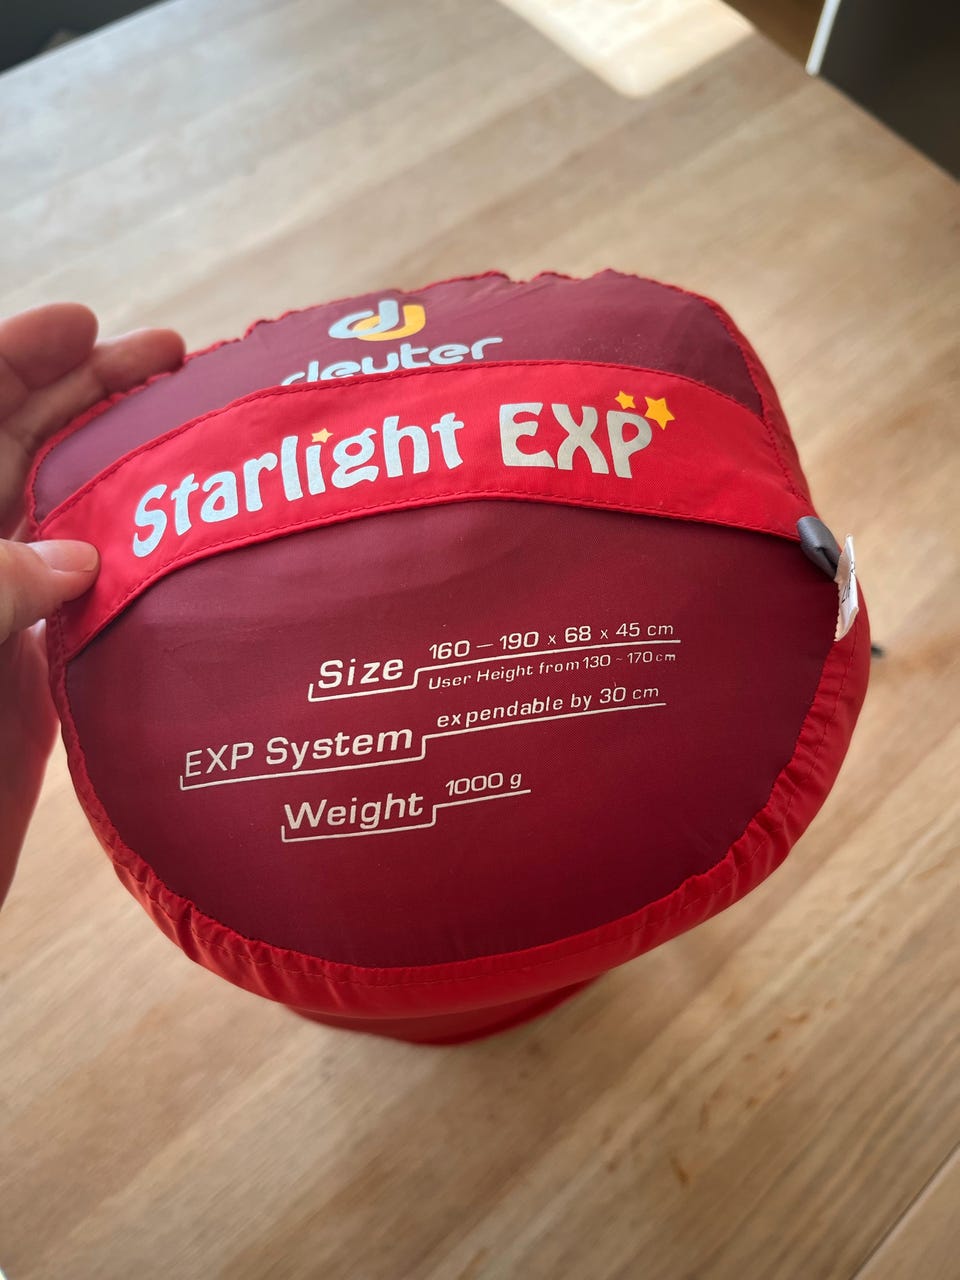 deuter
Starlight EXP
Size 160 – 190 x 68 x 45 cm
User Height from 130 ~ 170 cm
EXP System expendable by 30 cm
Weight 1000 g